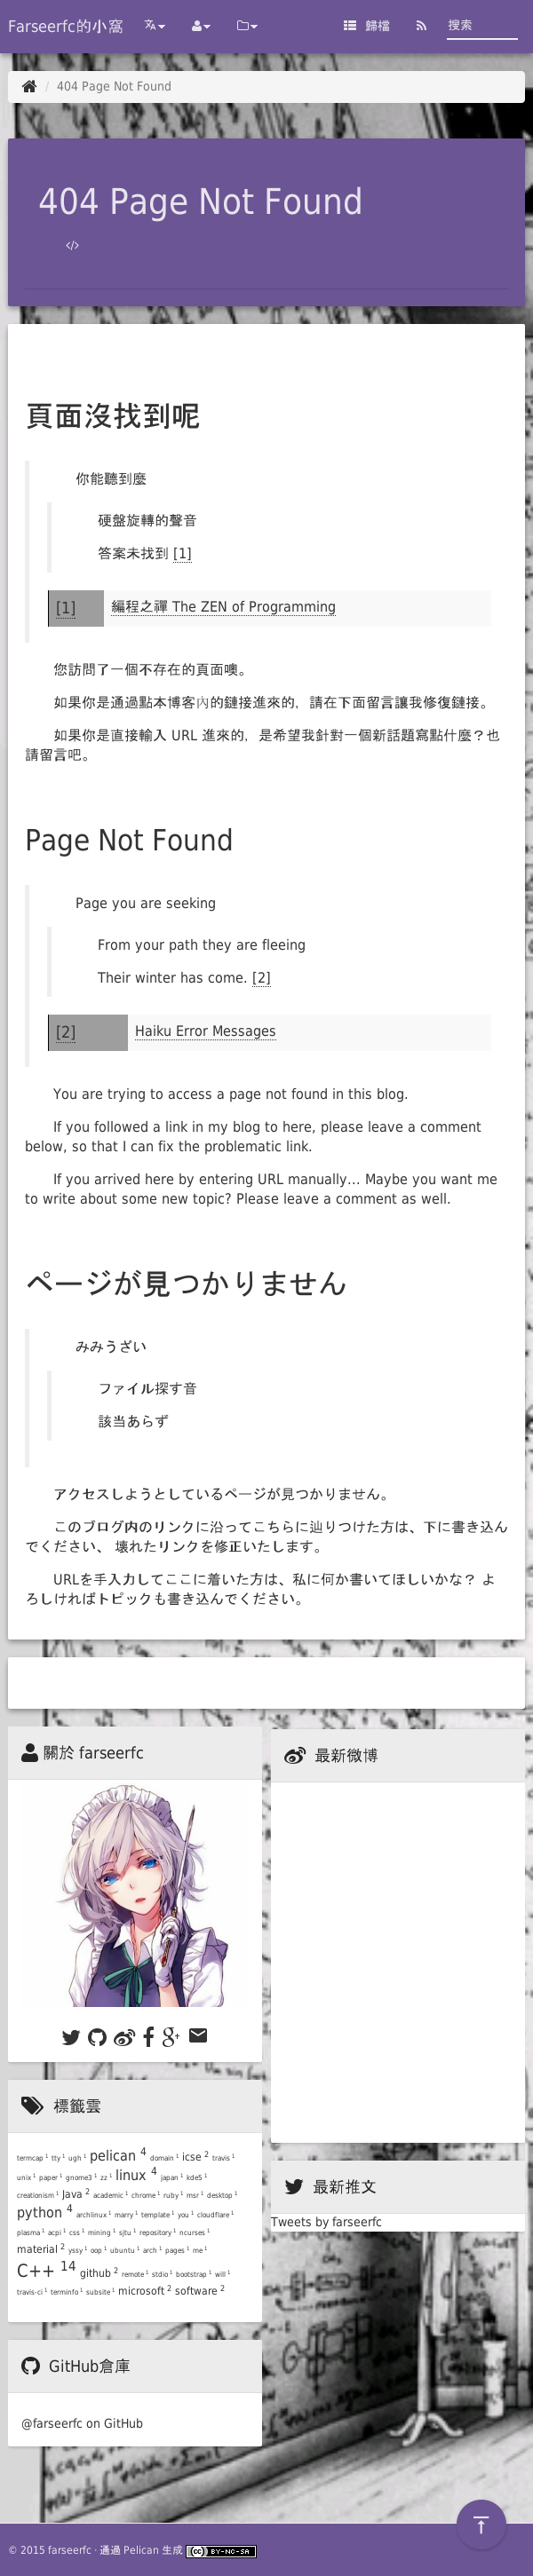 Farseerfc的小窩 歸檔 搜索
404 Page Not Found
404 Page Not Found
頁面沒找到呢
你能聽到麼
硬盤旋轉的聲音
答案未找到 [1]
[1] 編程之禪 The ZEN of Programming
您訪問了一個不存在的頁面噢。
如果你是通過點本博客內的鏈接進來的，請在下面留言讓我修復鏈接。
如果你是直接輸入 URL 進來的，是希望我針對一個新話題寫點什麼？也
請留言吧。
Page Not Found
Page you are seeking
From your path they are fleeing
Their winter has come. [2]
[2] Haiku Error Messages
You are trying to access a page not found in this blog.
If you followed a link in my blog to here, please leave a comment
below, so that I can fix the problematic link.
If you arrived here by entering URL manually... Maybe you want me
to write about some new topic? Please leave a comment as well.
ページが見つかりません
みみうざい
ファイル探す音
該当あらず
アクセスしようとしているページが見つかりません。
このブログ内のリンクに沿ってこちらに辿りつけた方は、下に書き込ん
でください、 壊れたリンクを修正いたします。
URLを手入力してここに着いた方は、私に何か書いてほしいかな？ よ
ろしければトピックも書き込んでください。
關於 farseerfc
標籤雲
termcap 1 tty 1 ugh 1 pelican 4 domain 1 icse 2 travis 1
unix 1 paper 1 gnome3 1 zz 1 linux 4 japan 1 kde5 1
creationism 1 Java 2 academic 1 chrome 1 ruby 1 msr 1 desktop 1
python 4 archlinux 1 marry 1 template 1 you 1 cloudflare 1
plasma 1 acpi 1 css 1 mining 1 sjtu 1 repository 1 ncurses 1
material 2 yssy 1 oop 1 ubuntu 1 arch 1 pages 1 me 1
C++ 14 github 2 remote 1 stdio 1 bootstrap 1 will 1
travis-ci 1 terminfo 1 subsite 1 microsoft 2 software 2
GitHub倉庫
@farseerfc on GitHub
最新微博
最新推文
Tweets by farseerfc
© 2015 farseerfc · 通過 Pelican 生成 cc BY-NC-SA